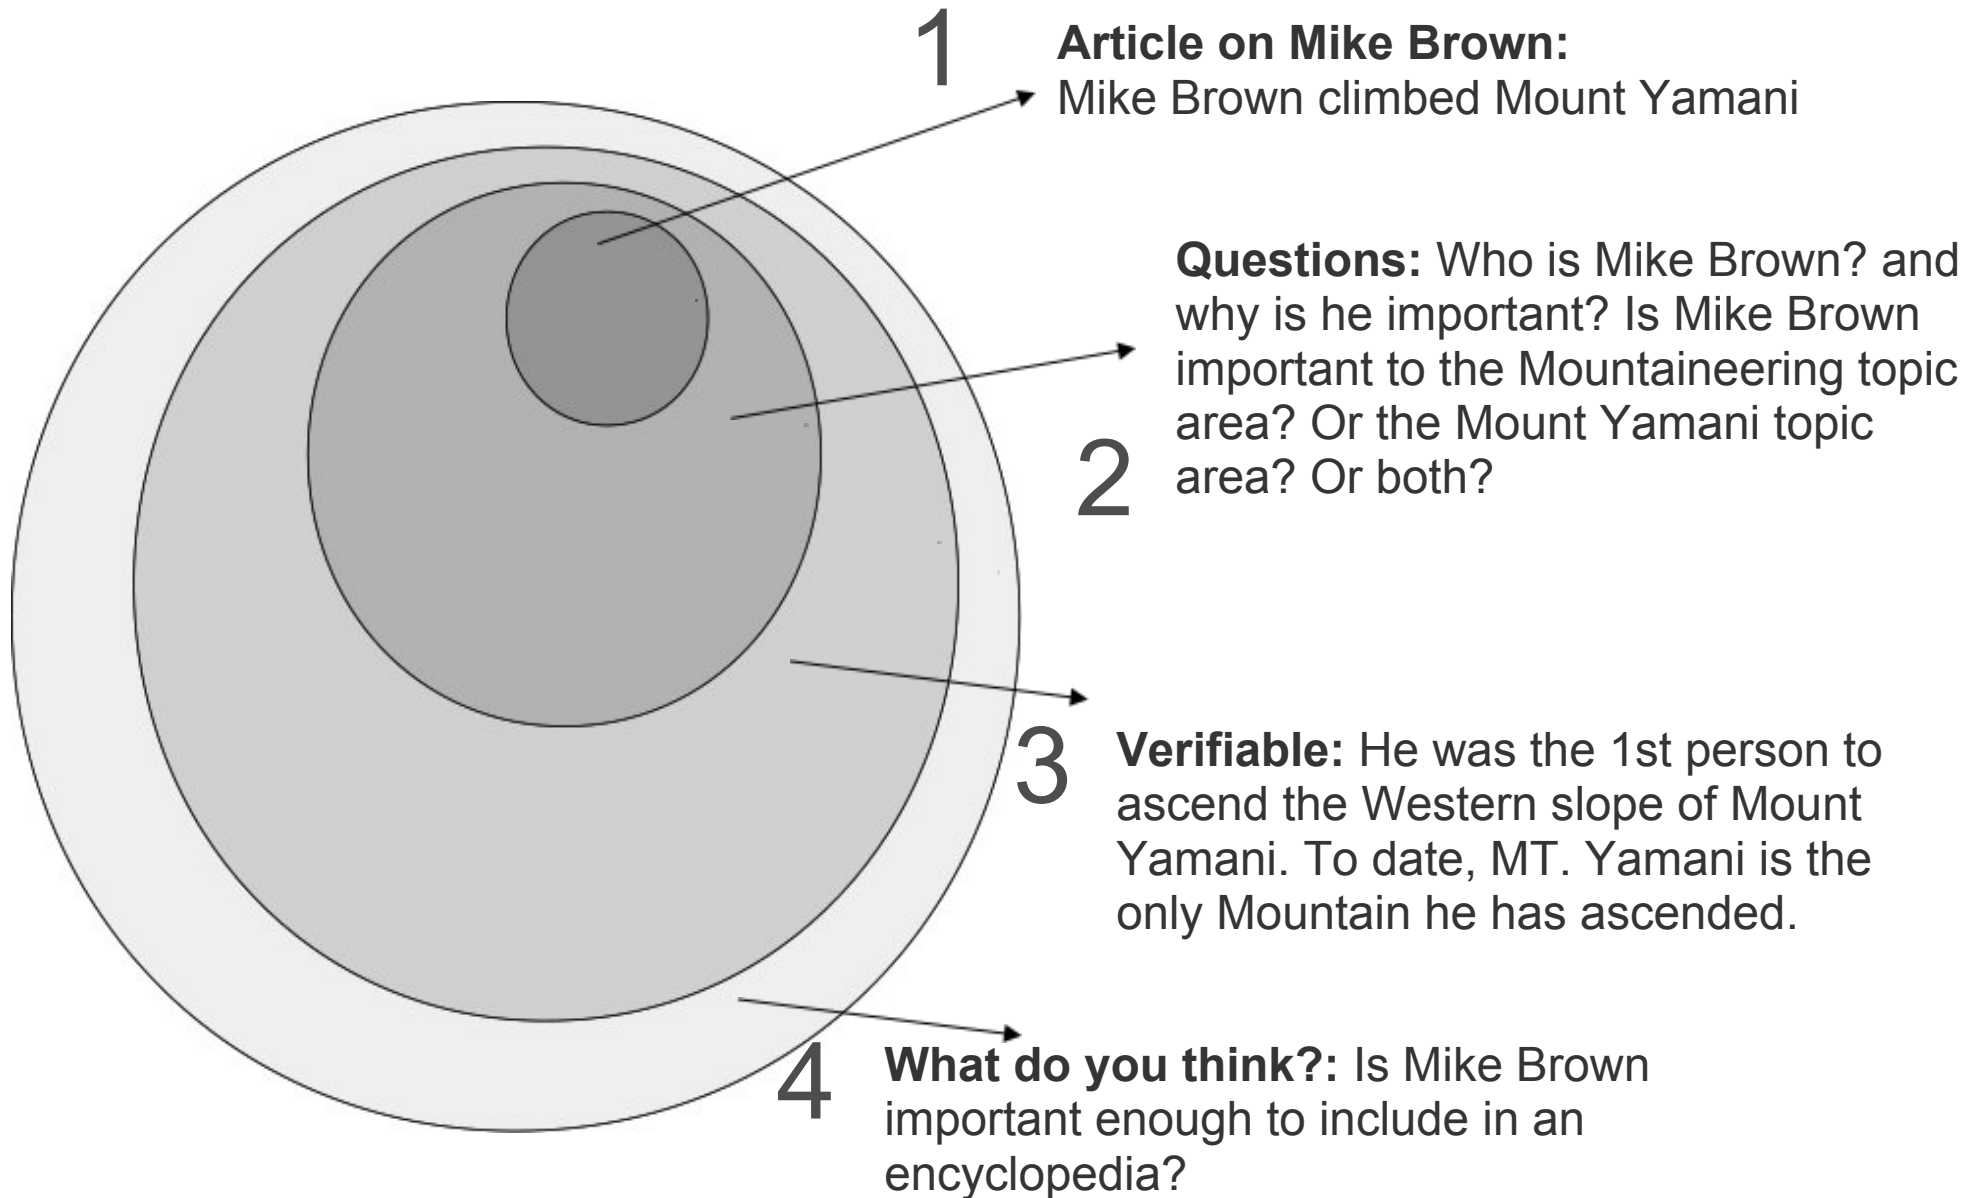 1
Article on Mike Brown:
Mike Brown climbed Mount Yamani
Questions: Who is Mike Brown? and
why is he important? Is Mike Brown
important to the Mountaineering topic
area? Or the Mount Yamani topic
area? Or both?
2
3
Verifiable: He was the 1st person to
ascend the Western slope of Mount
Yamani. To date, MT. Yamani is the
only Mountain he has ascended.
4
What do you think?: Is Mike Brown
important enough to include in an
encyclopedia?